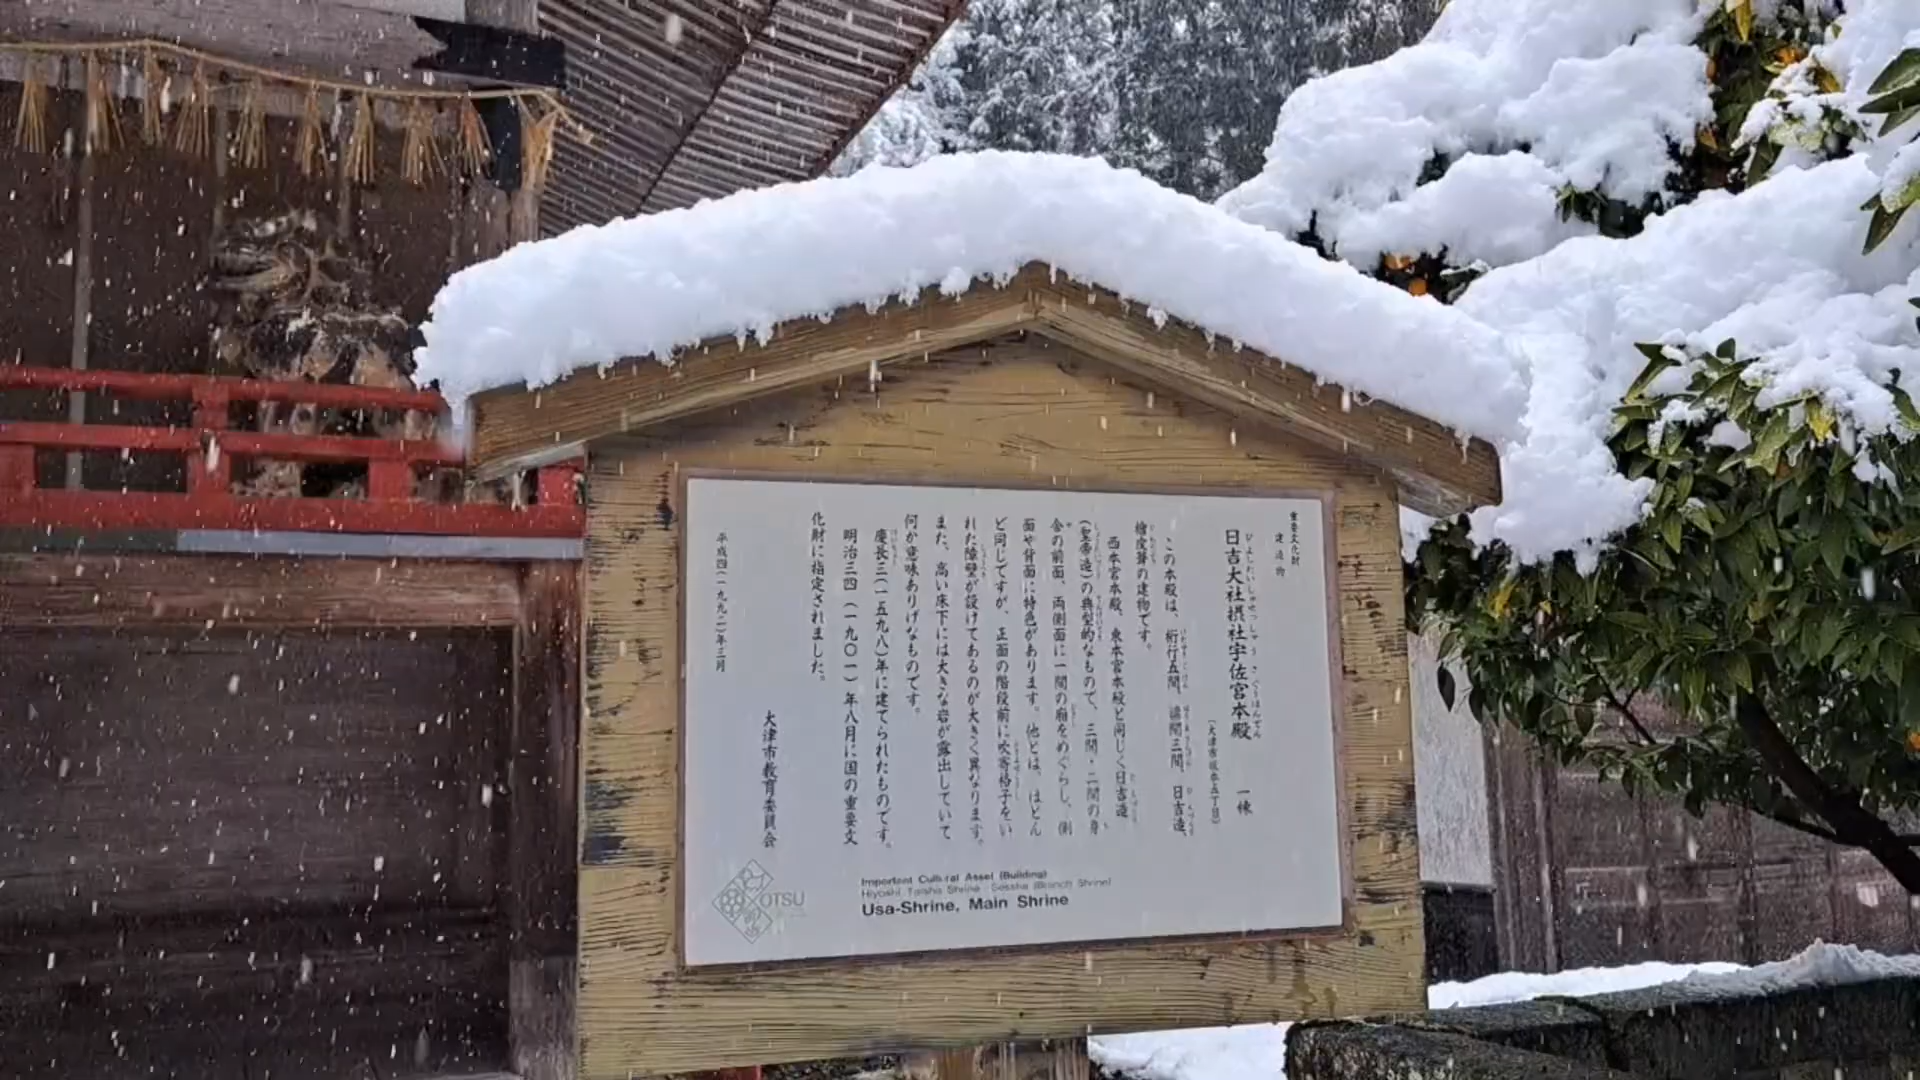 重要文化財
建造物
日吉大社摂社宇佐宮本殿 一棟
(大津市坂本五丁目)
この本殿は、桁行五間、梁間三間、日吉造、
檜皮葺の建物です。
西本宮本殿、東本宮本殿と同じく日吉造
(聖帝造)の典型的なもので、三間・二間の身
舎の前面、両側面に一間の廂をめぐらし、側
面や背面に特色があります。他とは、ほとん
ど同じですが、正面の階段前に吹寄格子をい
れた障壁が設けてあるのが大きく異なります。
また、高い床下には大きな岩が露出していて
何か意味ありげなものです。
慶長三(一五九八)年に建てられたものです。
明治三四(一九〇一)年八月に国の重要文
化財に指定されました。
大津市教育委員会
平成四(一九九二)年三月
Important Cultural Asset (Building)
Hiyoshi Taisha Shrine Sessha (Branch Shrine)
Usa-Shrine, Main Shrine
OTSU